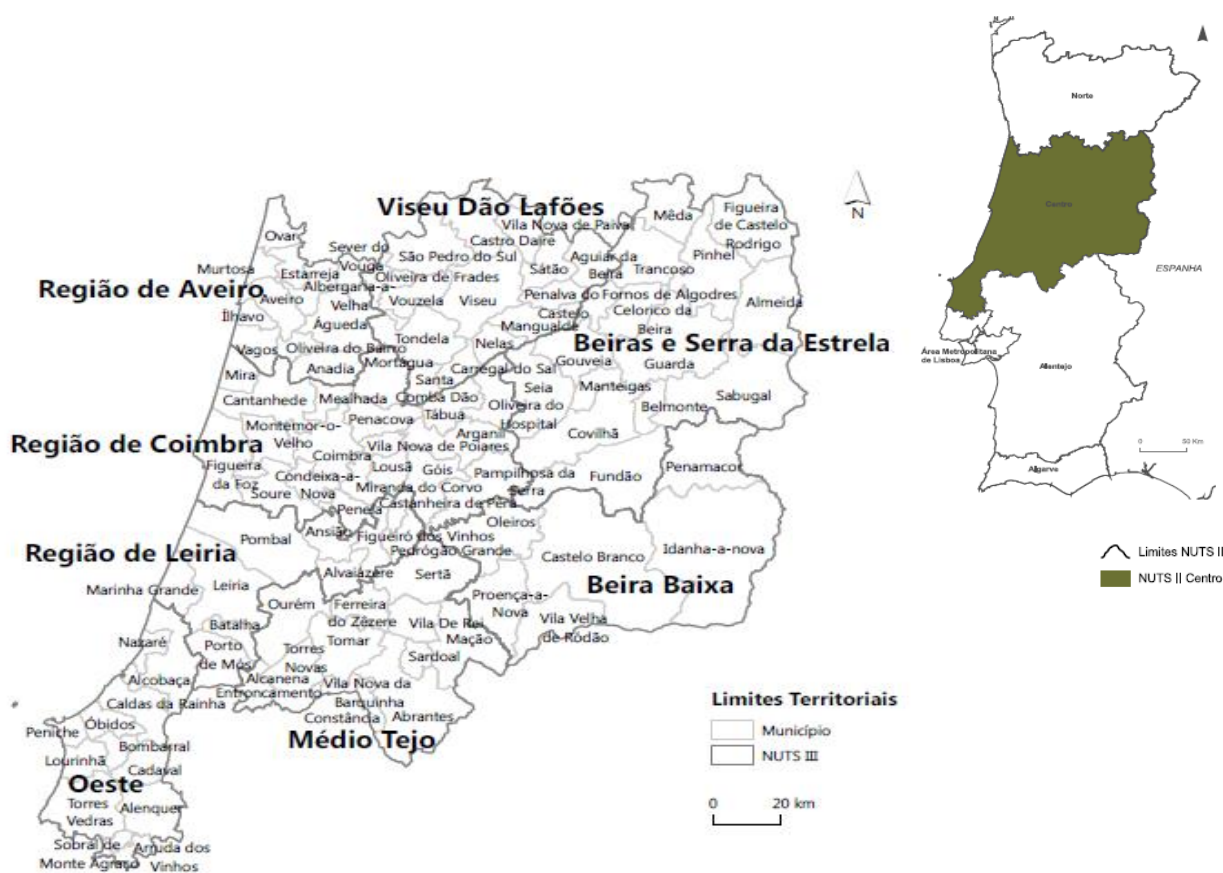 Norte
Centro
ESPANHA
Área Metropolitana
de Lisboa
Alentejo
Algarve
0 50 Km
Limites NUTS II
NUTS II Centro
N
Viseu Dão Lafões
Região de Aveiro
Beiras e Serra da Estrela
Região de Coimbra
Região de Leiria
Beira Baixa
Médio Tejo
Oeste
Ovar
Murtosa
Estarreja
Sever do
Vouga
Albergaria-a-
Velha
Aveiro
Ílhavo
Águeda
Vagos
Oliveira do Bairro
Anadia
Vila Nova de Paiva
Castro Daire
São Pedro do Sul
Oliveira de Frades
Vouzela
Viseu
Sátão
Aguiar da
Beira
Penalva do
Castelo
Mangualde
Tondela
Nelas
Mortágua
Carregal do Sal
Santa
Comba Dão
Mêda
Figueira
de Castelo
Rodrigo
Pinhel
Trancoso
Fornos de Algodres
Celorico da
Beira
Almeida
Gouveia
Guarda
Seia
Manteigas
Sabugal
Belmonte
Covilhã
Fundão
Mira
Cantanhede
Mealhada
Montemor-o-
Velho
Penacova
Tábua
Oliveira do
Hospital
Arganil
Vila Nova de Poiares
Coimbra
Figueira
da Foz
Condeixa-a-
Nova
Lousã
Góis
Pampilhosa da
Serra
Soure
Miranda do Corvo
Penela
Castanheira de Pera
Pombal
Ansião
Figueiró dos Vinhos
Pedrógão Grande
Alvaiázere
Marinha Grande
Leiria
Batalha
Porto
de Mós
Penamacor
Oleiros
Castelo Branco
Idanha-a-nova
Proença-a-
Nova
Vila Velha
de Ródão
Sertã
Ourém
Ferreira
do Zêzere
Vila De Rei
Mação
Tomar
Torres
Novas
Sardoal
Alcanena
Entroncamento
Vila Nova da
Barquinha
Constância
Abrantes
Nazaré
Alcobaça
Caldas da Rainha
Óbidos
Peniche
Bombarral
Lourinhã
Cadaval
Torres
Vedras
Alenquer
Sobral de
Monte Agraço
Arruda dos
Vinhos
Limites Territoriais
Município
NUTS III
0 20 km